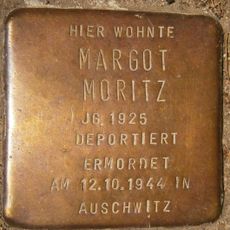 HIER WOHNTE
MARGOT
MORITZ
JG. 1925
DEPORTIERT
ERMORDET
AM 12.10.1944 IN
AUSCHWITZ